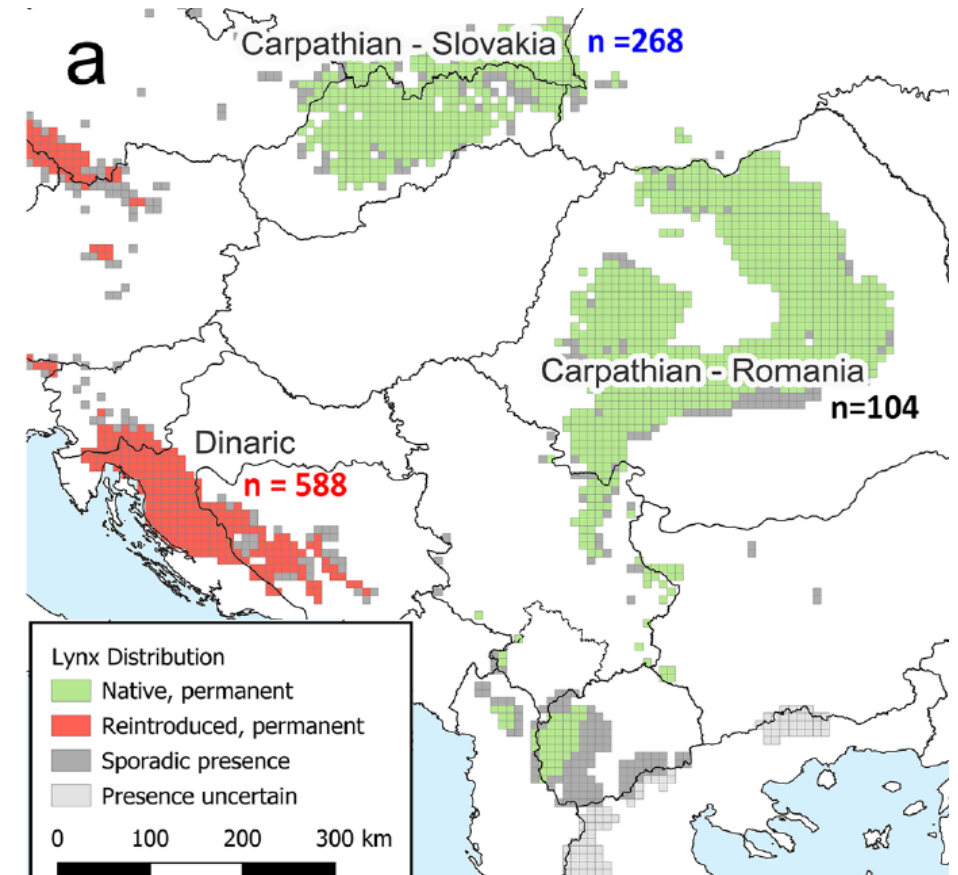 a
Carpathian - Slovakia
n =268
Carpathian - Romania
n=104
Dinaric
n = 588
Lynx Distribution
Native, permanent
Reintroduced, permanent
Sporadic presence
Presence uncertain
0 100 200 300 km